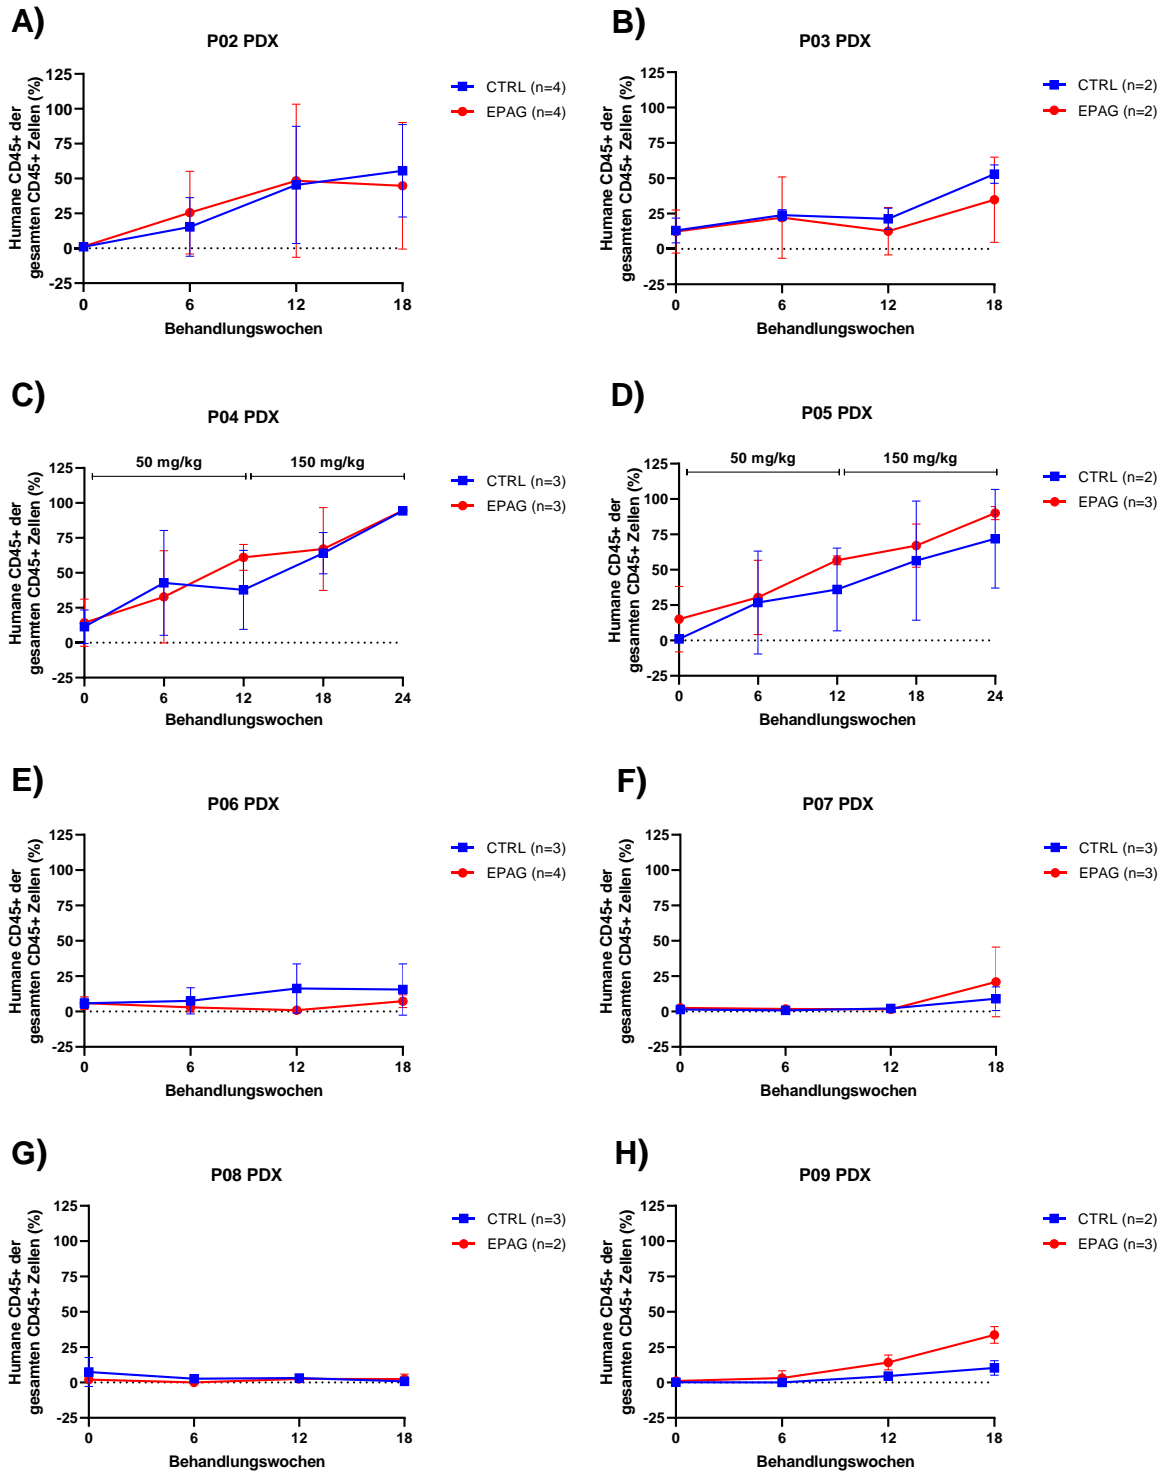 A)
P02 PDX
Humane CD45+ der
gesamten CD45+ Zellen (%)
125
100
75
50
25
0
-25
0 6 12 18
Behandlungswochen
CTRL (n=4)
EPAG (n=4)
B)
P03 PDX
Humane CD45+ der
gesamten CD45+ Zellen (%)
125
100
75
50
25
0
-25
0 6 12 18
Behandlungswochen
CTRL (n=2)
EPAG (n=2)
C)
P04 PDX
50 mg/kg 150 mg/kg
Humane CD45+ der
gesamten CD45+ Zellen (%)
125
100
75
50
25
0
-25
0 6 12 18 24
Behandlungswochen
CTRL (n=3)
EPAG (n=3)
D)
P05 PDX
50 mg/kg 150 mg/kg
Humane CD45+ der
gesamten CD45+ Zellen (%)
125
100
75
50
25
0
-25
0 6 12 18 24
Behandlungswochen
CTRL (n=2)
EPAG (n=3)
E)
P06 PDX
Humane CD45+ der
gesamten CD45+ Zellen (%)
125
100
75
50
25
0
-25
0 6 12 18
Behandlungswochen
CTRL (n=3)
EPAG (n=4)
F)
P07 PDX
Humane CD45+ der
gesamten CD45+ Zellen (%)
125
100
75
50
25
0
-25
0 6 12 18
Behandlungswochen
CTRL (n=3)
EPAG (n=3)
G)
P08 PDX
Humane CD45+ der
gesamten CD45+ Zellen (%)
125
100
75
50
25
0
-25
0 6 12 18
Behandlungswochen
CTRL (n=3)
EPAG (n=2)
H)
P09 PDX
Humane CD45+ der
gesamten CD45+ Zellen (%)
125
100
75
50
25
0
-25
0 6 12 18
Behandlungswochen
CTRL (n=2)
EPAG (n=3)